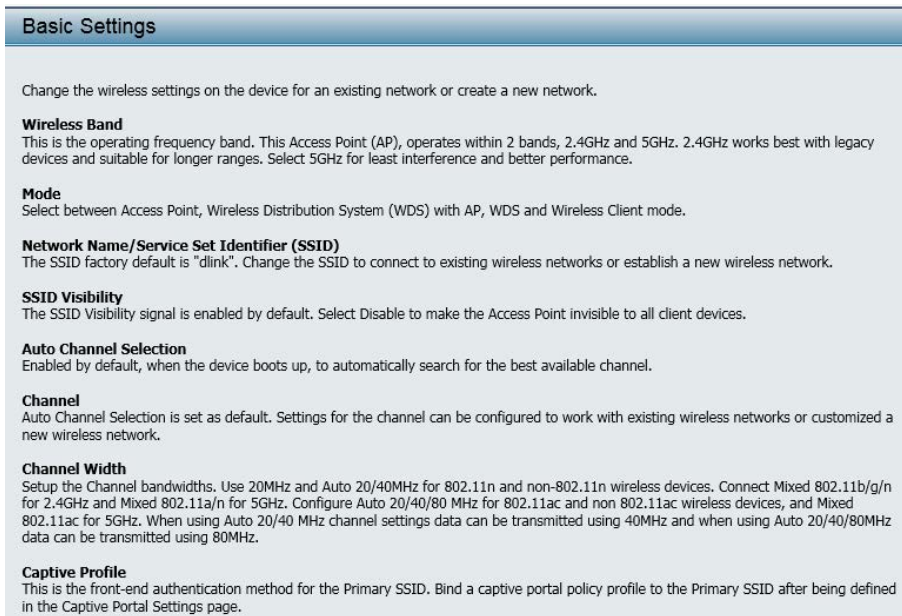 Basic Settings
Change the wireless settings on the device for an existing network or create a new network.
Wireless Band
This is the operating frequency band. This Access Point (AP), operates within 2 bands, 2.4GHz and 5GHz. 2.4GHz works best with legacy
devices and suitable for longer ranges. Select 5GHz for least interference and better performance.
Mode
Select between Access Point, Wireless Distribution System (WDS) with AP, WDS and Wireless Client mode.
Network Name/Service Set Identifier (SSID)
The SSID factory default is "dlink". Change the SSID to connect to existing wireless networks or establish a new wireless network.
SSID Visibility
The SSID Visibility signal is enabled by default. Select Disable to make the Access Point invisible to all client devices.
Auto Channel Selection
Enabled by default, when the device boots up, to automatically search for the best available channel.
Channel
Auto Channel Selection is set as default. Settings for the channel can be configured to work with existing wireless networks or customized a
new wireless network.
Channel Width
Setup the Channel bandwidths. Use 20MHz and Auto 20/40MHz for 802.11n and non-802.11n wireless devices. Connect Mixed 802.11b/g/n
for 2.4GHz and Mixed 802.11a/n for 5GHz. Configure Auto 20/40/80 MHz for 802.11ac and non 802.11ac wireless devices, and Mixed
802.11ac for 5GHz. When using Auto 20/40 MHz channel settings data can be transmitted using 40MHz and when using Auto 20/40/80MHz
data can be transmitted using 80MHz.
Captive Profile
This is the front-end authentication method for the Primary SSID. Bind a captive portal policy profile to the Primary SSID after being defined
in the Captive Portal Settings page.